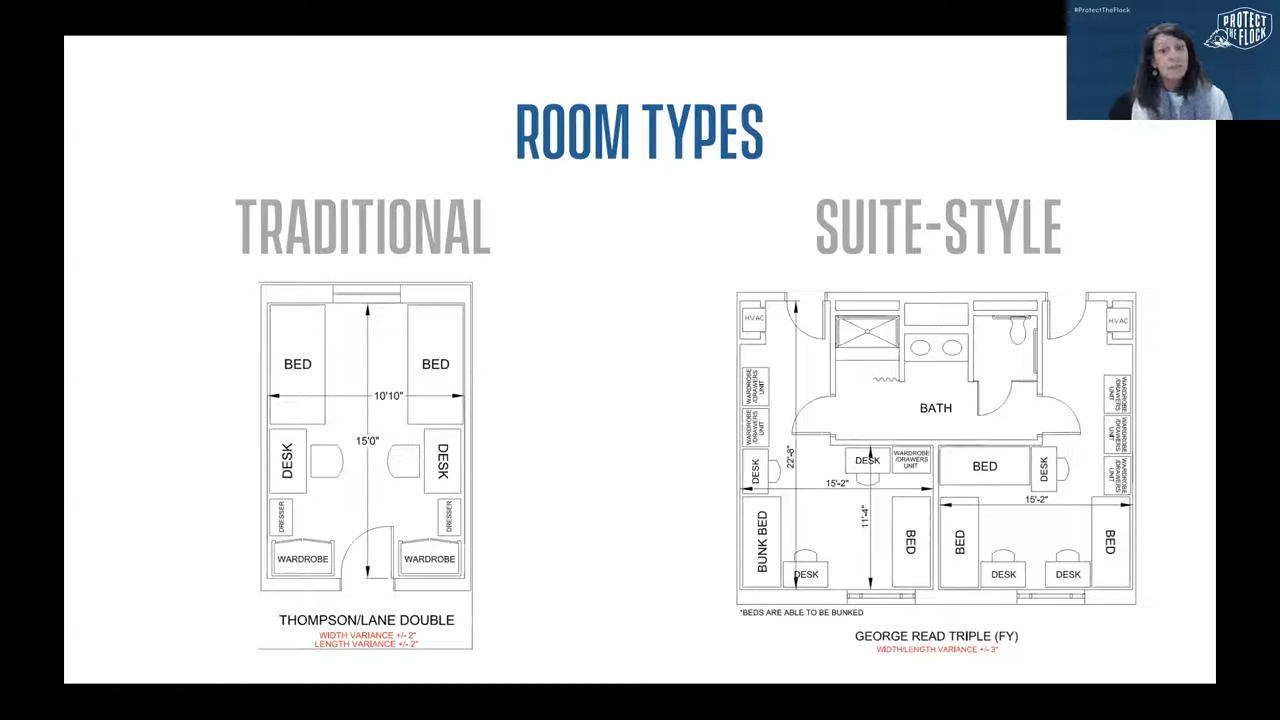 #ProtectTheFlock
PROTECT
THE FLOCK
ROOM TYPES
TRADITIONAL
SUITE-STYLE
BED
BED
10'10"
15'0"
DESK
DESK
DRESSER
DRESSER
WARDROBE
WARDROBE
THOMPSON/LANE DOUBLE
WIDTH VARIANCE +/- 2"
LENGTH VARIANCE +/- 2"
HVAC
HVAC
WARDROBE
/DRAWERS
UNIT
WARDROBE
/DRAWERS
UNIT
BATH
WARDROBE
/DRAWERS
UNIT
WARDROBE
/DRAWERS
UNIT
WARDROBE
/DRAWERS
UNIT
22'-8"
DESK
DESK
WARDROBE
/DRAWERS
UNIT
BED
DESK
15'-2"
15'-2"
11'-4"
BUNK BED
BED
BED
BED
DESK
DESK
DESK
*BEDS ARE ABLE TO BE BUNKED
GEORGE READ TRIPLE (FY)
WIDTH/LENGTH VARIANCE +/- 3"